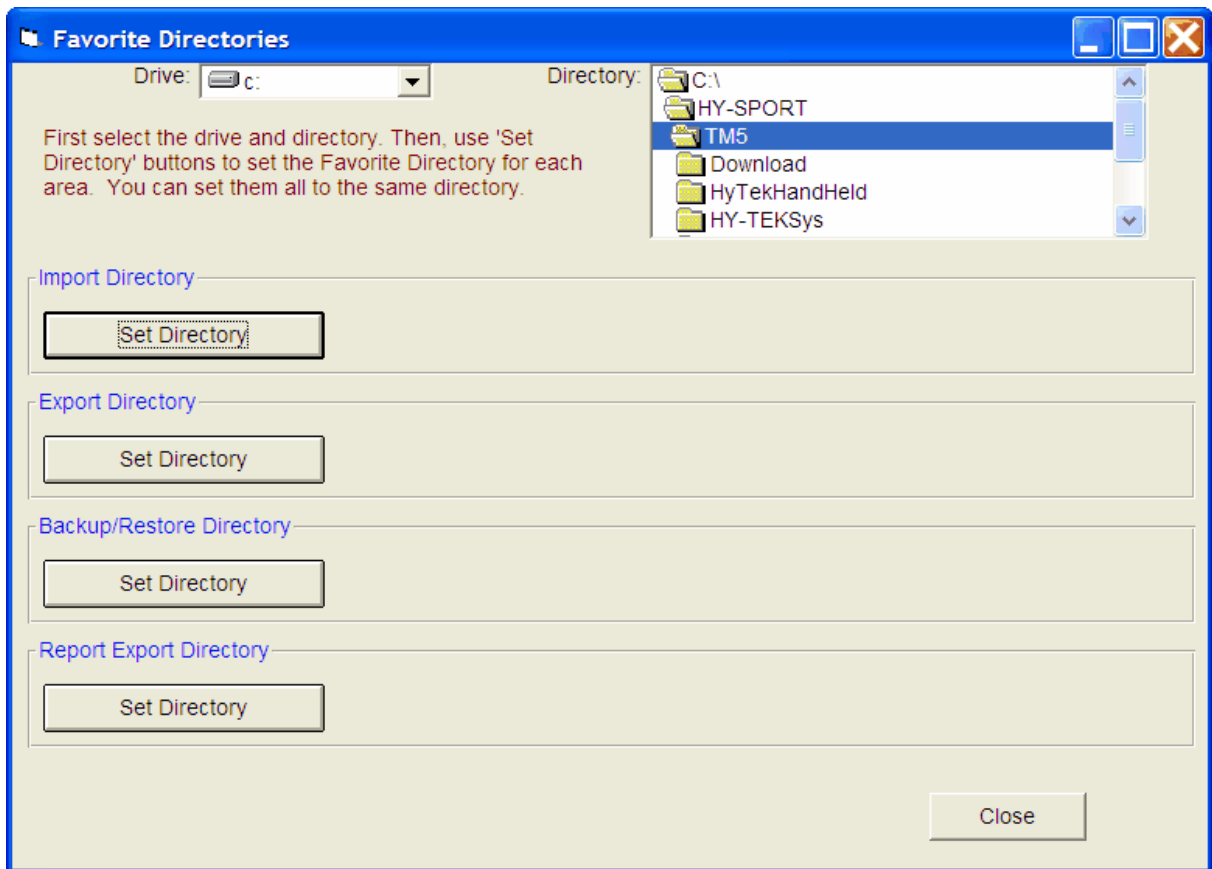 Favorite Directories
Drive: c:
Directory: C:\
HY-SPORT
TM5
Download
HyTekHandHeld
HY-TEKSys
First select the drive and directory. Then, use 'Set
Directory' buttons to set the Favorite Directory for each
area.  You can set them all to the same directory.
Import Directory
Set Directory
Export Directory
Set Directory
Backup/Restore Directory
Set Directory
Report Export Directory
Set Directory
Close